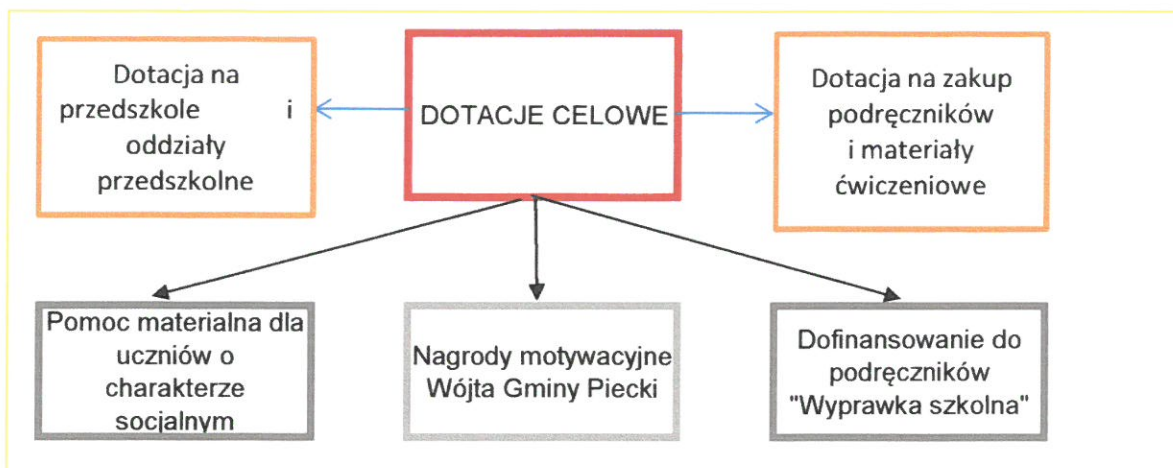 Dotacja na
przedszkole i
oddziały
przedszkolne
DOTACJE CELOWE
Dotacja na zakup
podręczników
i materiały
ćwiczeniowe
Pomoc materialna dla
uczniów o
charakterze
socjalnym
Nagrody motywacyjne
Wójta Gminy Piecki
Dofinansowanie do
podręczników
"Wyprawka szkolna"